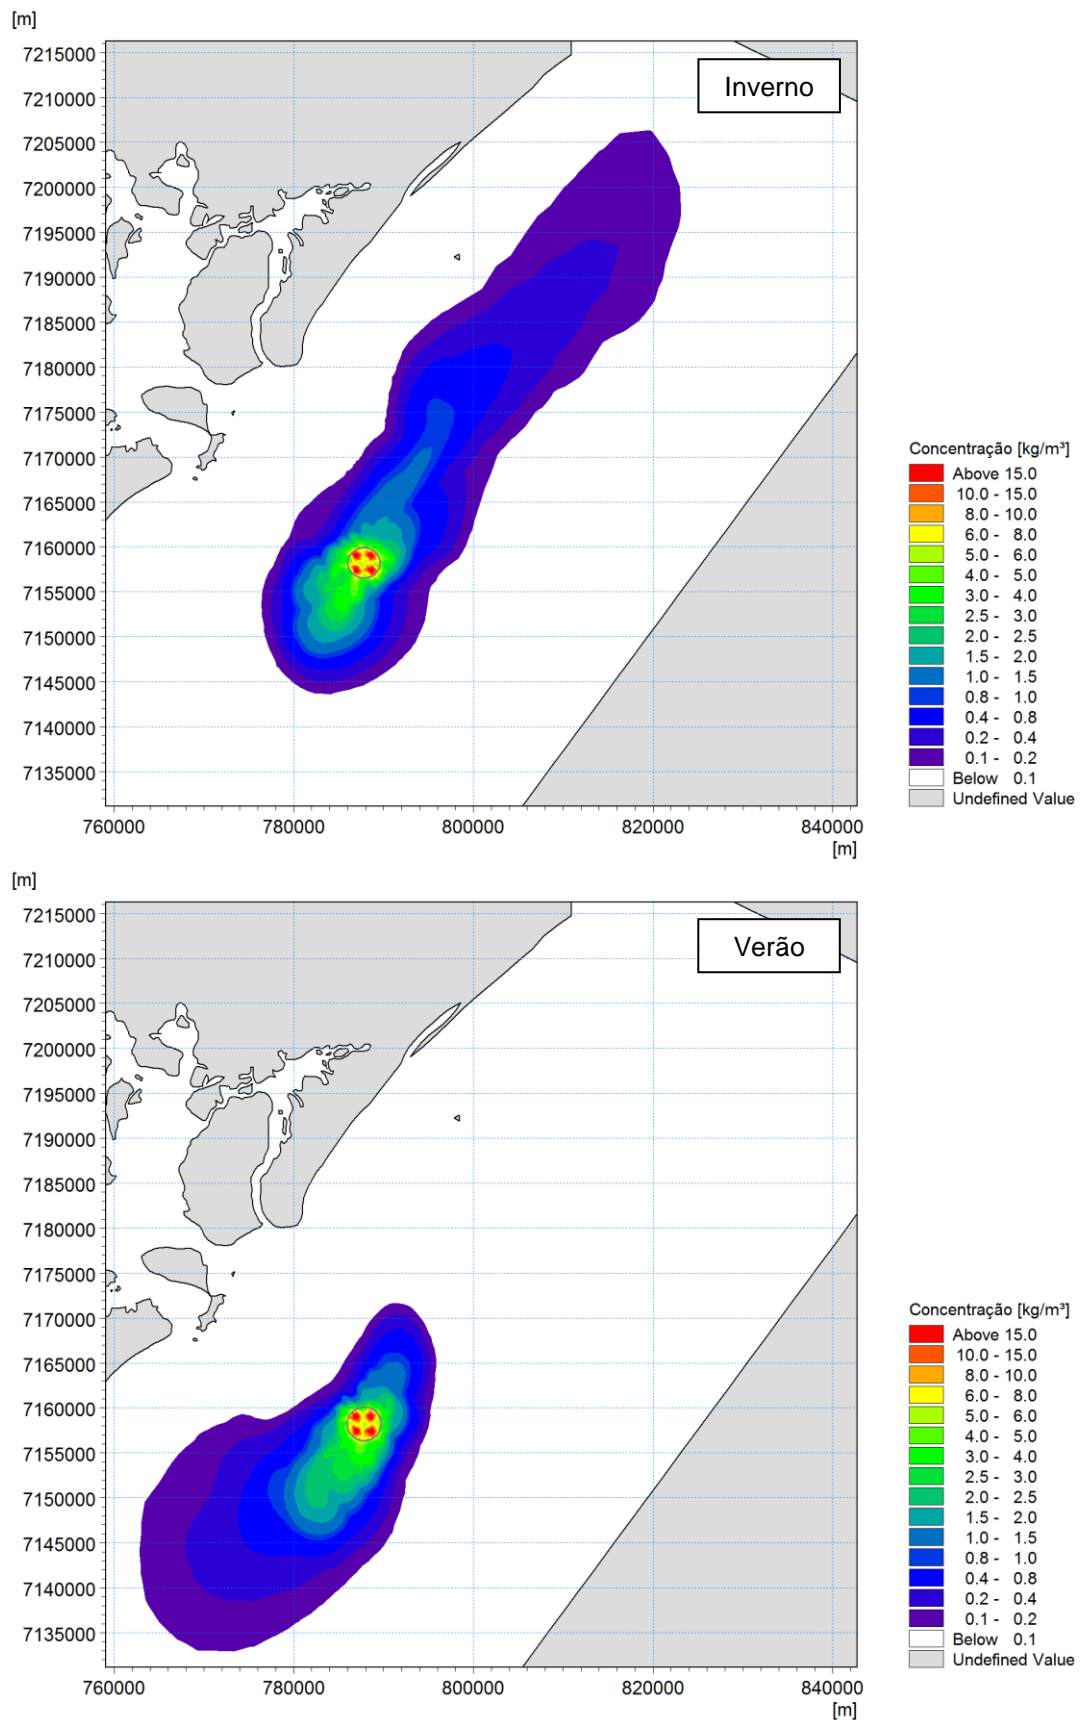 [m]
Inverno
7215000
7210000
7205000
7200000
7195000
7190000
7185000
7180000
7175000
7170000
7165000
7160000
7155000
7150000
7145000
7140000
7135000
760000 780000 800000 820000 840000
[m]
Concentração [kg/m³]
Above 15.0
10.0 - 15.0
8.0 - 10.0
6.0 - 8.0
5.0 - 6.0
4.0 - 5.0
3.0 - 4.0
2.5 - 3.0
2.0 - 2.5
1.5 - 2.0
1.0 - 1.5
0.8 - 1.0
0.4 - 0.8
0.2 - 0.4
0.1 - 0.2
Below 0.1
Undefined Value
[m]
Verão
7215000
7210000
7205000
7200000
7195000
7190000
7185000
7180000
7175000
7170000
7165000
7160000
7155000
7150000
7145000
7140000
7135000
760000 780000 800000 820000 840000
[m]
Concentração [kg/m³]
Above 15.0
10.0 - 15.0
8.0 - 10.0
6.0 - 8.0
5.0 - 6.0
4.0 - 5.0
3.0 - 4.0
2.5 - 3.0
2.0 - 2.5
1.5 - 2.0
1.0 - 1.5
0.8 - 1.0
0.4 - 0.8
0.2 - 0.4
0.1 - 0.2
Below 0.1
Undefined Value